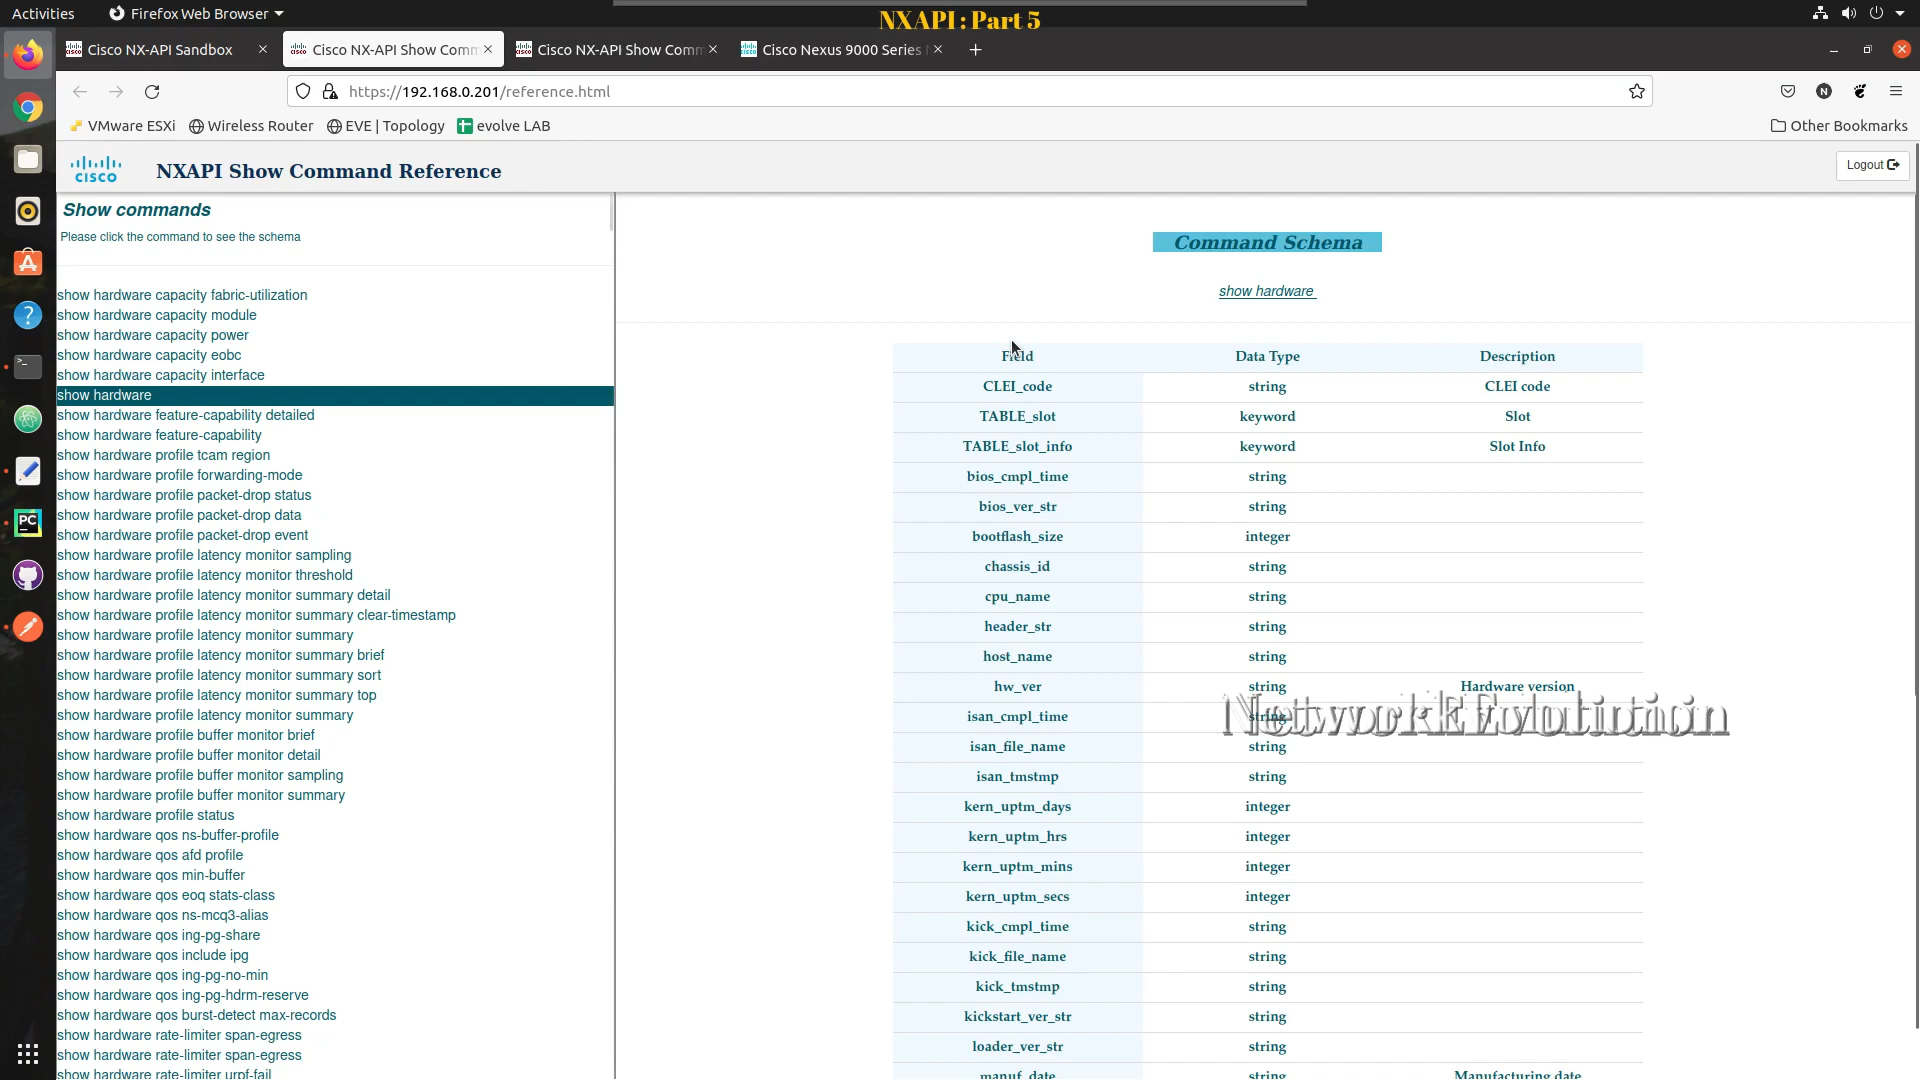 Activities
Firefox Web Browser
NXAPI : Part 5
Cisco NX-API Sandbox
Cisco NX-API Show Comm
Cisco NX-API Show Comm
Cisco Nexus 9000 Series
https://192.168.0.201/reference.html
VMware ESXi
Wireless Router
EVE | Topology
evolve LAB
Other Bookmarks
CISCO
NXAPI Show Command Reference
Logout
Show commands
Please click the command to see the schema
show hardware capacity fabric-utilization
show hardware capacity module
show hardware capacity power
show hardware capacity eobc
show hardware capacity interface
show hardware
show hardware feature-capability detailed
show hardware feature-capability
show hardware profile tcam region
show hardware profile forwarding-mode
show hardware profile packet-drop status
show hardware profile packet-drop data
show hardware profile packet-drop event
show hardware profile latency monitor sampling
show hardware profile latency monitor threshold
show hardware profile latency monitor summary detail
show hardware profile latency monitor summary clear-timestamp
show hardware profile latency monitor summary
show hardware profile latency monitor summary brief
show hardware profile latency monitor summary sort
show hardware profile latency monitor summary top
show hardware profile latency monitor summary
show hardware profile buffer monitor brief
show hardware profile buffer monitor detail
show hardware profile buffer monitor sampling
show hardware profile buffer monitor summary
show hardware profile status
show hardware qos ns-buffer-profile
show hardware qos afd profile
show hardware qos min-buffer
show hardware qos eoq stats-class
show hardware qos ns-mcq3-alias
show hardware qos ing-pg-share
show hardware qos include ipg
show hardware qos ing-pg-no-min
show hardware qos ing-pg-hdrm-reserve
show hardware qos burst-detect max-records
show hardware rate-limiter span-egress
show hardware rate-limiter span-egress
show hardware rate-limiter urpf-fail
Command Schema
show hardware
Field Data Type Description
CLEI_code string CLEI code
TABLE_slot keyword Slot
TABLE_slot_info keyword Slot Info
bios_cmpl_time string
bios_ver_str string
bootflash_size integer
chassis_id string
cpu_name string
header_str string
host_name string
hw_ver string Hardware version
isan_cmpl_time string
isan_file_name string
isan_tmstmp string
kern_uptm_days integer
kern_uptm_hrs integer
kern_uptm_mins integer
kern_uptm_secs integer
kick_cmpl_time string
kick_file_name string
kick_tmstmp string
kickstart_ver_str string
loader_ver_str string
manuf_date string Manufacturing date